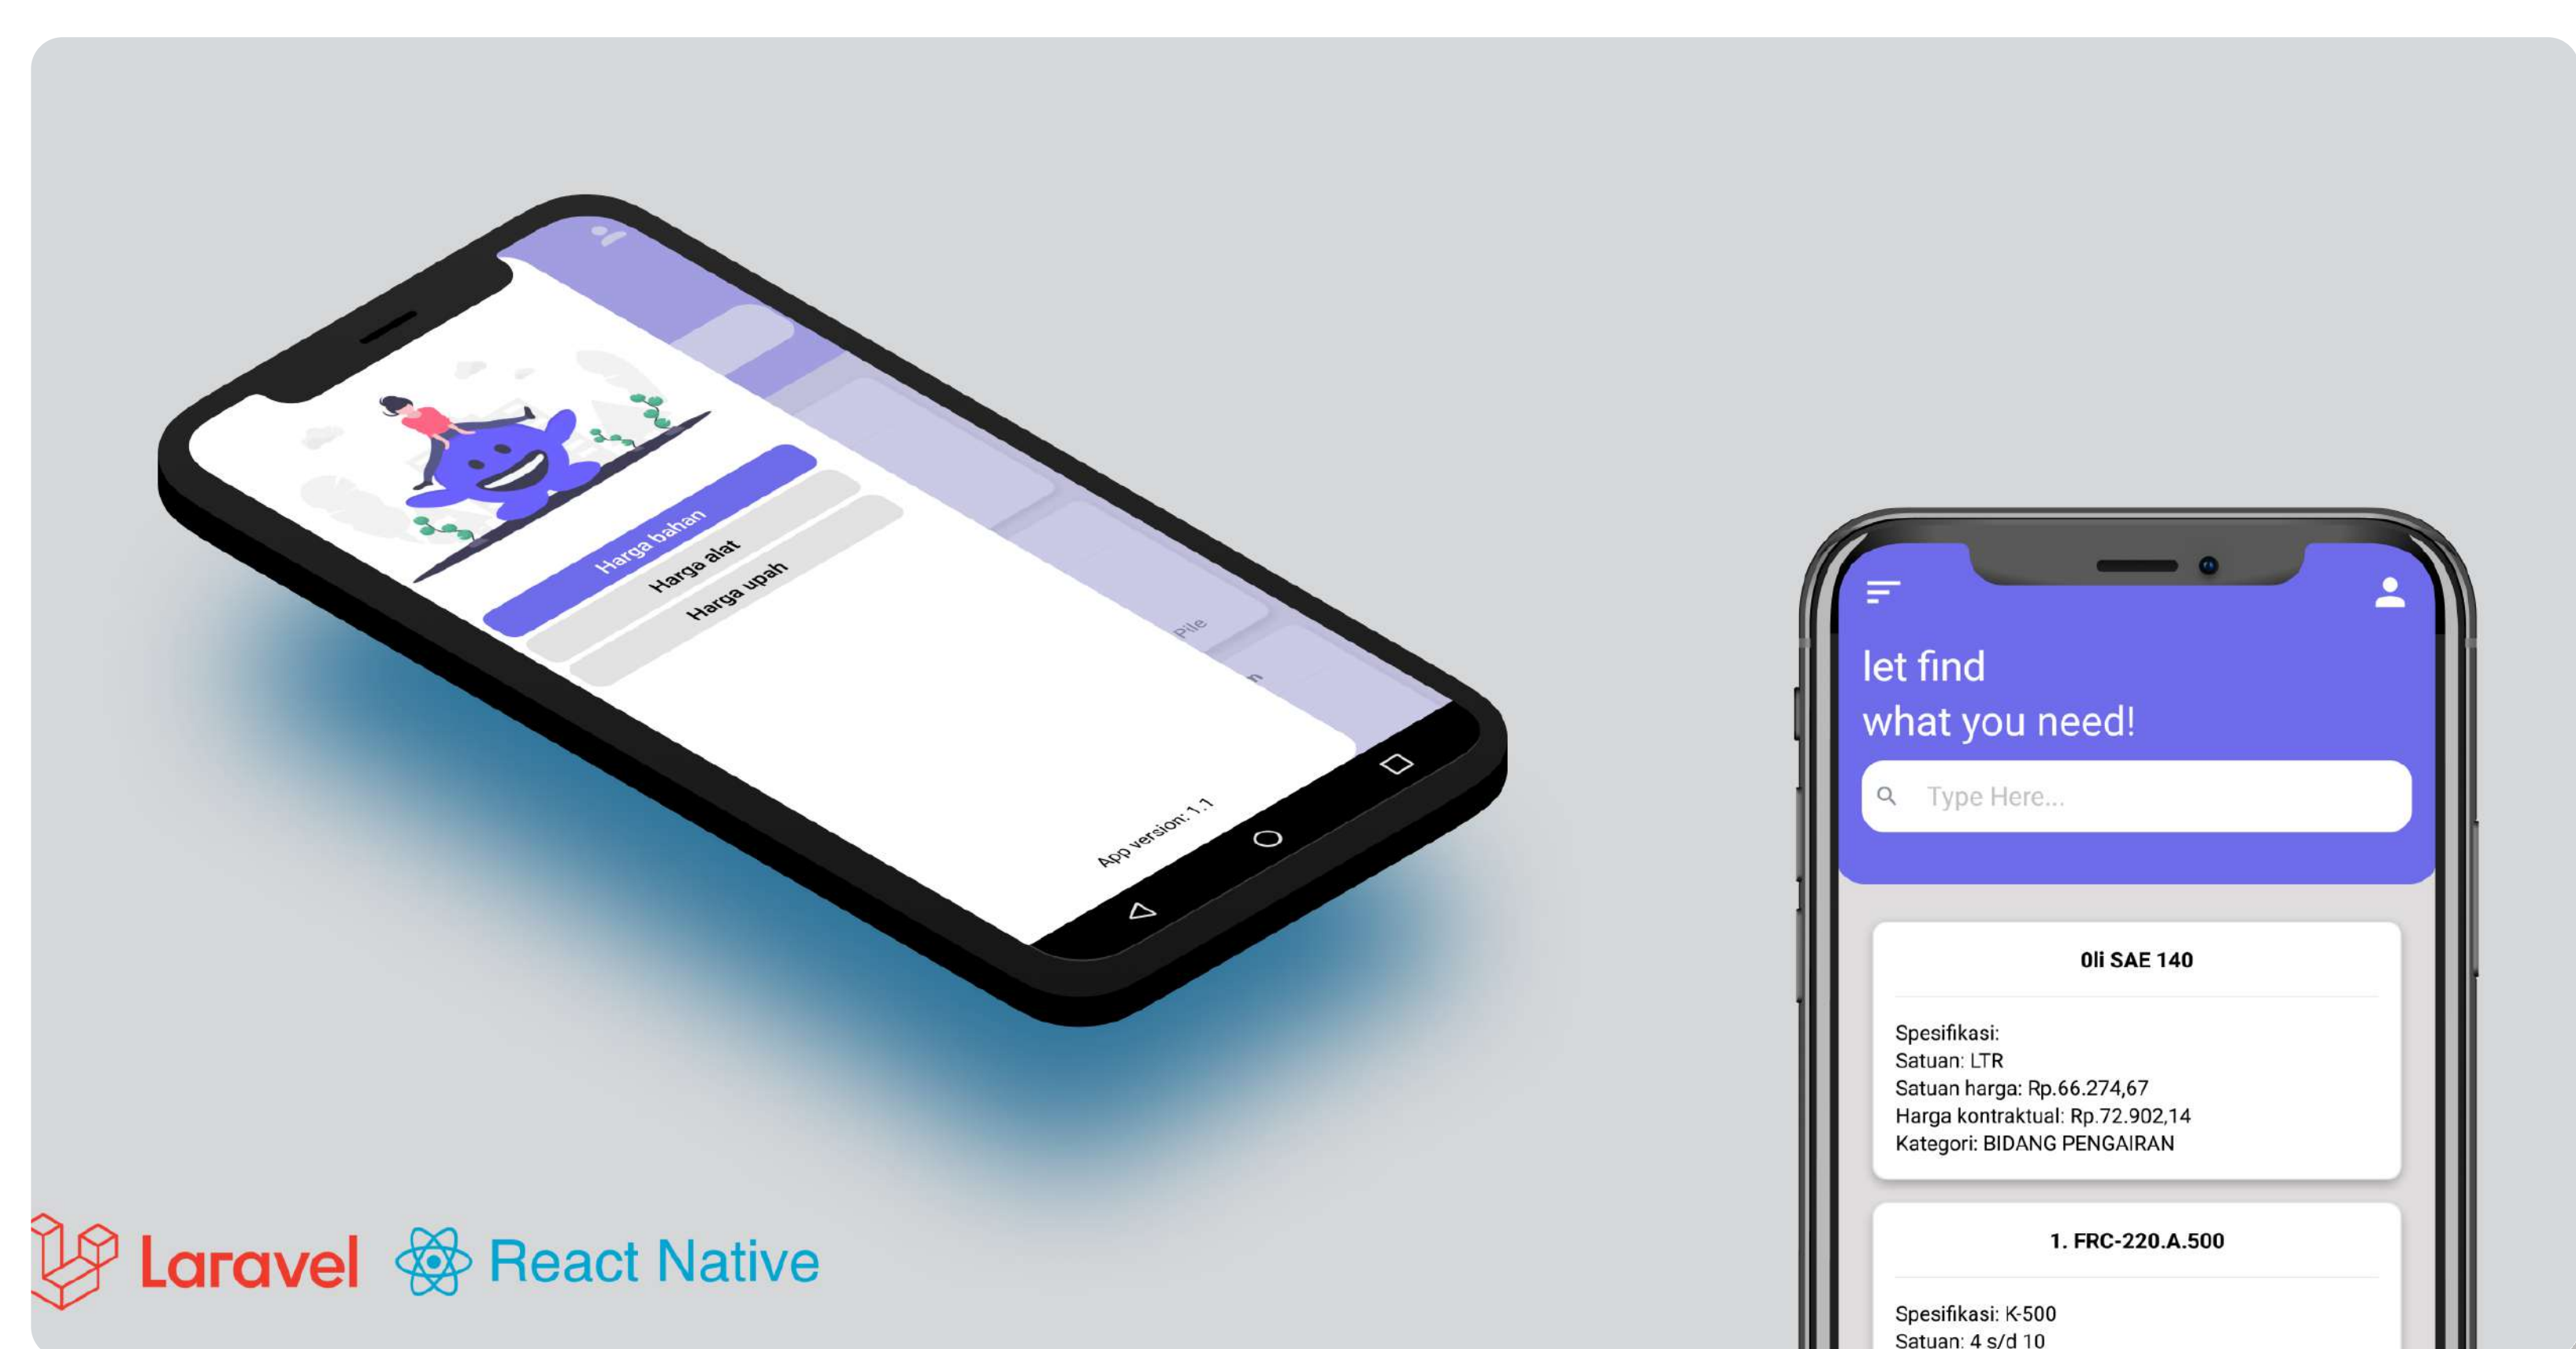 Harga bahan
Harga alat
Harga upah
Pile
n
App version: 1.1
Laravel
React Native
let find
what you need!
Type Here...
0li SAE 140
Spesifikasi:
Satuan: LTR
Satuan harga: Rp.66.274,67
Harga kontraktual: Rp.72.902,14
Kategori: BIDANG PENGAIRAN
1. FRC-220.A.500
Spesifikasi: K-500
Satuan: 4 s/d 10